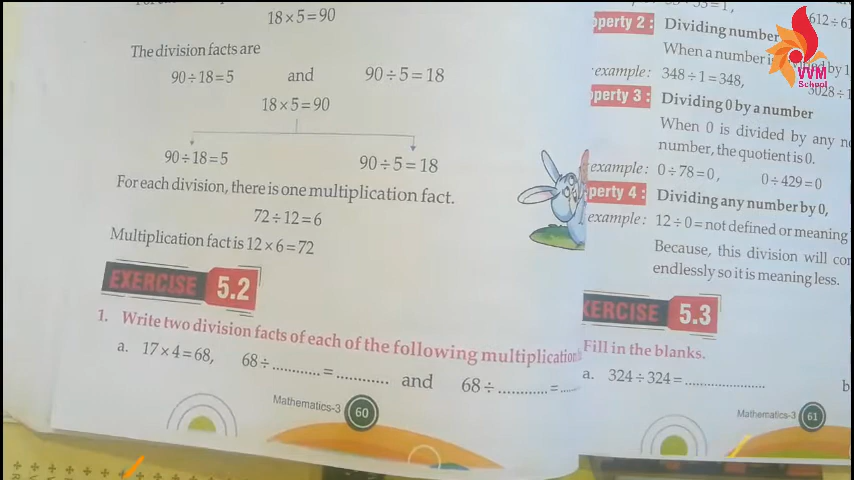 18 × 5 = 90
The division facts are
90 ÷ 18 = 5 and 90 ÷ 5 = 18
18 × 5 = 90
90 ÷ 18 = 5 90 ÷ 5 = 18
For each division, there is one multiplication fact.
72 ÷ 12 = 6
Multiplication fact is 12 × 6 = 72
EXERCISE 5.2
1. Write two division facts of each of the following multiplication
a. 17 × 4 = 68, 68 ÷ ........... = ............ and 68 ÷ ........... = ......
Mathematics-3 60
612 ÷
Dividing number
When a number
example: 348 ÷ 1 = 348,
Dividing 0 by a number
When 0 is divided by any
number, the quotient is 0.
example: 0 ÷ 78 = 0, 0 ÷ 429 = 0
Dividing any number by 0,
example: 12 ÷ 0 = not defined or meaning
Because, this division will
endlessly so it is meaning less.
5.3
Fill in the blanks.
a. 324 ÷ 324 = ...................... b
Mathematics-3 61
VVM
School